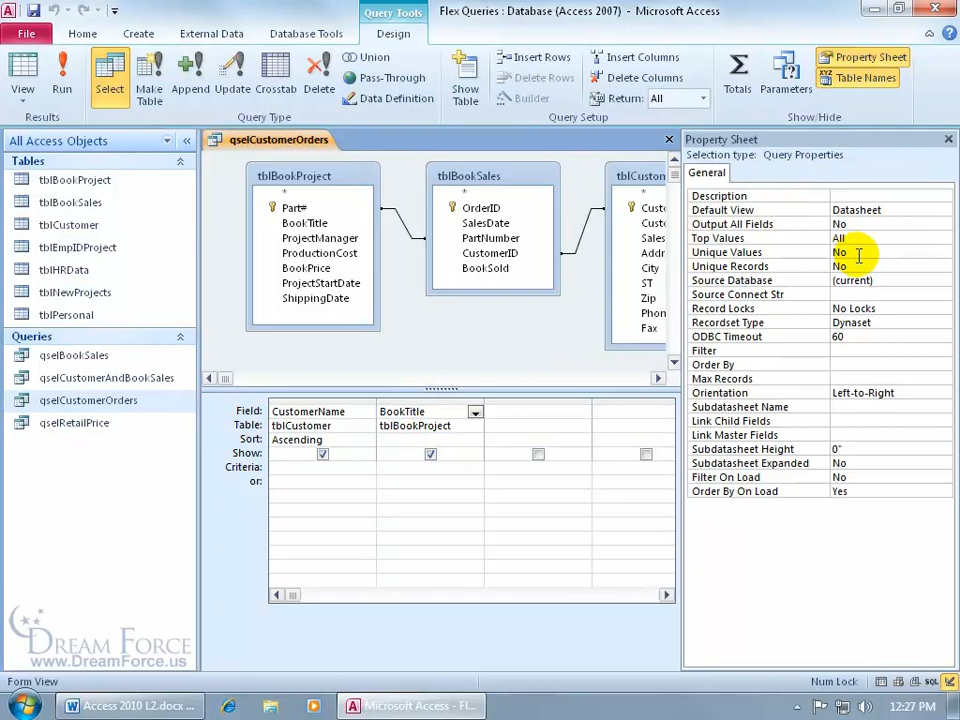 Query Tools
Flex Queries: Database (Access 2007) - Microsoft Access
File
Home
Create
External Data
Database Tools
Design
View
Run
Select
Make Table
Append
Update
Crosstab
Delete
Union
Pass-Through
Data Definition
Show Table
Insert Rows
Delete Rows
Builder
Insert Columns
Delete Columns
Return: All
Totals
Parameters
Property Sheet
Table Names
Results
Query Type
Query Setup
Show/Hide
All Access Objects
Tables
tblBookProject
tblBookSales
tblCustomer
tblEmpIDProject
tblHRData
tblNewProjects
tblPersonal
Queries
qselBookSales
qselCustomerAndBookSales
qselCustomerOrders
qselRetailPrice
DREAM FORCE
www.DreamForce.us
qselCustomerOrders
tblBookProject
*
Part#
BookTitle
ProjectManager
ProductionCost
BookPrice
ProjectStartDate
ShippingDate
tblBookSales
*
OrderID
SalesDate
PartNumber
CustomerID
BookSold
tblCustom
*
Custo
Custo
Sales
Addr
City
ST
Zip
Phon
Fax
Field: CustomerName BookTitle
Table: tblCustomer tblBookProject
Sort: Ascending
Show:
Criteria:
or:
Property Sheet
Selection type: Query Properties
General
Description
Default View Datasheet
Output All Fields No
Top Values All
Unique Values No
Unique Records No
Source Database (current)
Source Connect Str
Record Locks No Locks
Recordset Type Dynaset
ODBC Timeout 60
Filter
Order By
Max Records
Orientation Left-to-Right
Subdatasheet Name
Link Child Fields
Link Master Fields
Subdatasheet Height 0"
Subdatasheet Expanded No
Filter On Load No
Order By On Load Yes
Form View
Num Lock
SQL
Access 2010 L2.docx ...
Microsoft Access - Fl...
12:27 PM